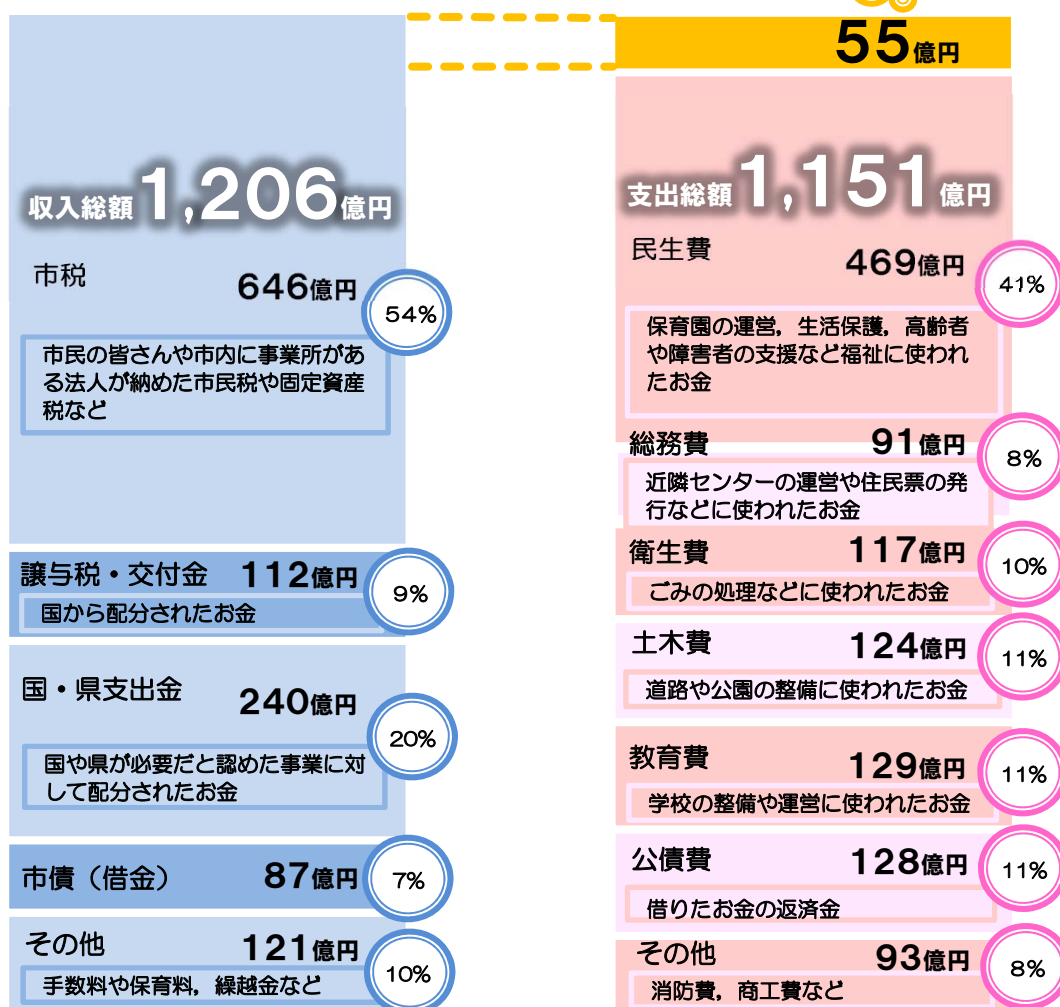 収入総額1,206億円
市税
646億円
54%
市民の皆さんや市内に事業所があ
る法人が納めた市民税や固定資産
税など
譲与税・交付金
112億円
9%
国から配分されたお金
国・県支出金
240億円
20%
国や県が必要だと認めた事業に対
して配分されたお金
市債（借金）
87億円
7%
その他
121億円
10%
手数料や保育料，繰越金など
55億円
支出総額1,151億円
民生費
469億円
41%
保育園の運営，生活保護，高齢者
や障害者の支援など福祉に使われ
たお金
総務費
91億円
8%
近隣センターの運営や住民票の発
行などに使われたお金
衛生費
117億円
10%
ごみの処理などに使われたお金
土木費
124億円
11%
道路や公園の整備に使われたお金
教育費
129億円
11%
学校の整備や運営に使われたお金
公債費
128億円
11%
借りたお金の返済金
その他
93億円
8%
消防費，商工費など